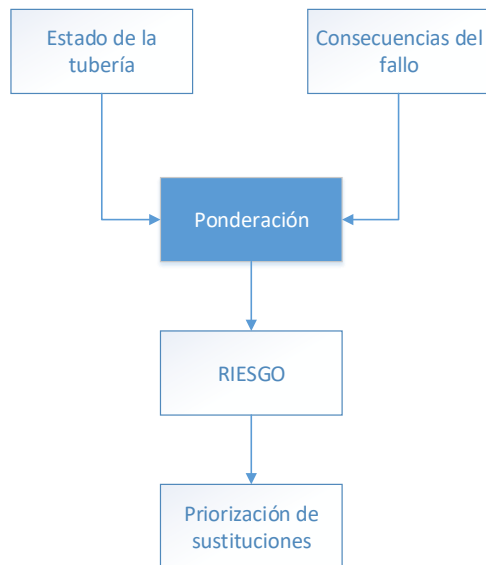 Estado de la
tubería
Consecuencias del
fallo
Ponderación
RIESGO
Priorización de
sustituciones